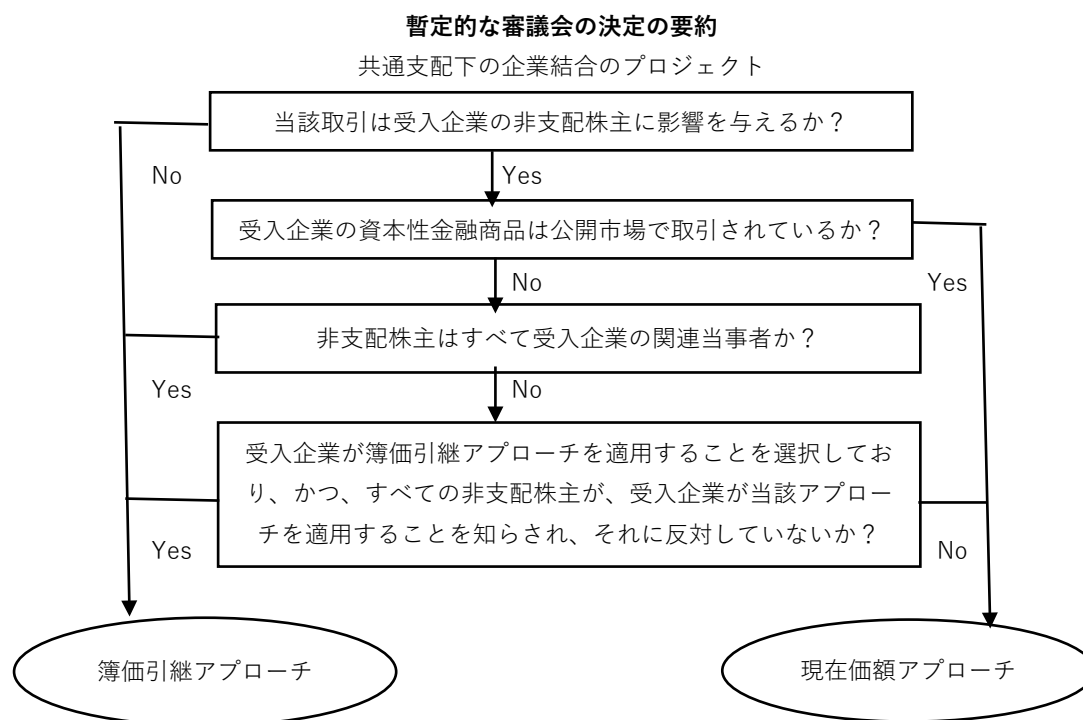 暫定的な審議会の決定の要約
共通支配下の企業結合のプロジェクト
当該取引は受入企業の非支配株主に影響を与えるか？
No
Yes
受入企業の資本性金融商品は公開市場で取引されているか？
No
Yes
非支配株主はすべて受入企業の関連当事者か？
Yes
No
受入企業が簿価引継アプローチを適用することを選択してお
り、かつ、すべての非支配株主が、受入企業が当該アプロー
チを適用することを知らされ、それに反対していないか？
Yes
No
簿価引継アプローチ
現在価額アプローチ